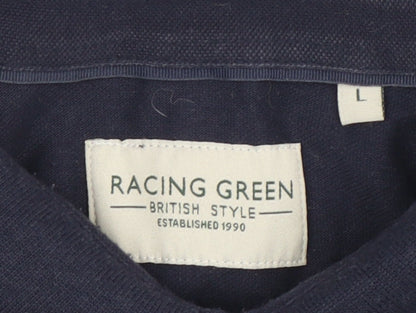 L
RACING GREEN
BRITISH STYLE
ESTABLISHED 1990